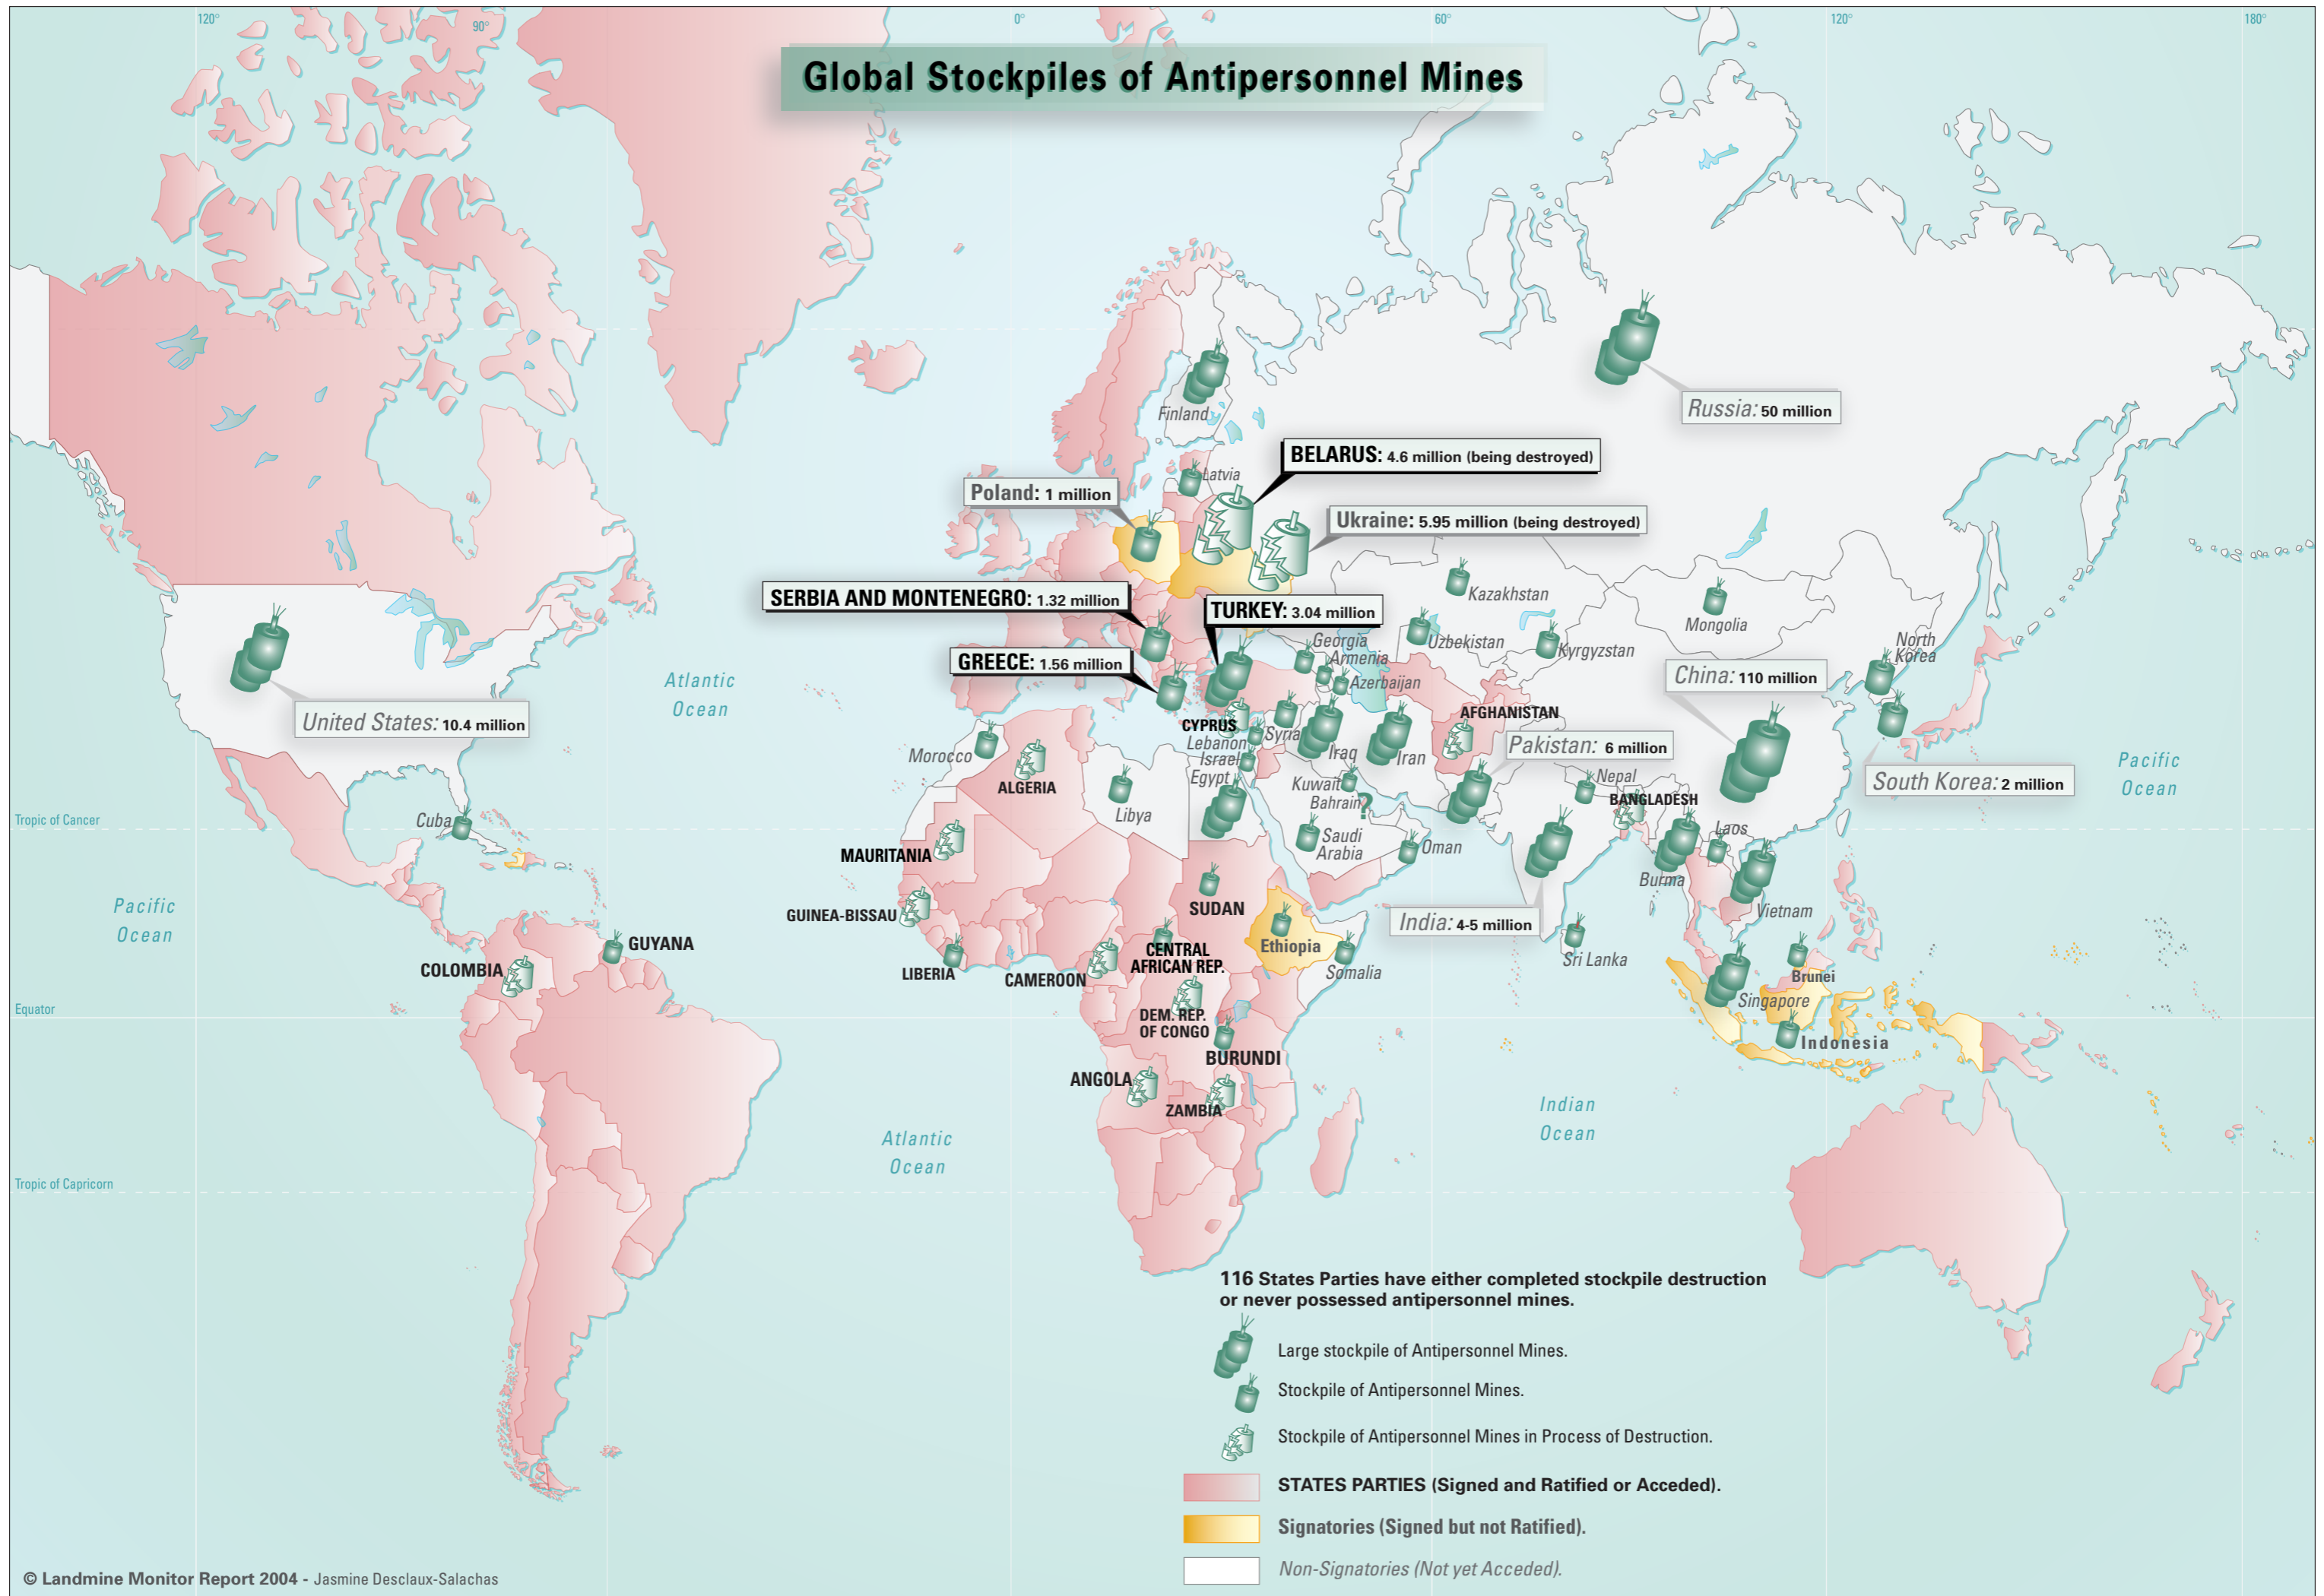 120°
90°
0°
60°
120°
180°
Global Stockpiles of Antipersonnel Mines
Finland
Russia: 50 million
BELARUS: 4.6 million (being destroyed)
Latvia
Poland: 1 million
Ukraine: 5.95 million (being destroyed)
SERBIA AND MONTENEGRO: 1.32 million
TURKEY: 3.04 million
GREECE: 1.56 million
Kazakhstan
Mongolia
Georgia
Armenia
Azerbaijan
Uzbekistan
Kyrgyzstan
North
Korea
China: 110 million
United States: 10.4 million
Atlantic
Ocean
CYPRUS
Lebanon
Israel
Egypt
Syria
Iraq
Iran
AFGHANISTAN
Pakistan: 6 million
South Korea: 2 million
Pacific
Ocean
Morocco
ALGERIA
Libya
Kuwait
Bahrain
?
Nepal
BANGLADESH
Cuba
Tropic of Cancer
Saudi
Arabia
Oman
Laos
Burma
Vietnam
MAURITANIA
SUDAN
GUINEA-BISSAU
Pacific
Ocean
India: 4-5 million
Sri Lanka
GUYANA
COLOMBIA
LIBERIA
CAMEROON
CENTRAL
AFRICAN REP.
Ethiopia
Somalia
Brunei
Singapore
Equator
DEM. REP.
OF CONGO
BURUNDI
Indonesia
ANGOLA
ZAMBIA
Indian
Ocean
Atlantic
Ocean
Tropic of Capricorn
116 States Parties have either completed stockpile destruction
or never possessed antipersonnel mines.
Large stockpile of Antipersonnel Mines.
Stockpile of Antipersonnel Mines.
Stockpile of Antipersonnel Mines in Process of Destruction.
STATES PARTIES (Signed and Ratified or Acceded).
Signatories (Signed but not Ratified).
Non-Signatories (Not yet Acceded).
© Landmine Monitor Report 2004 - Jasmine Desclaux-Salachas